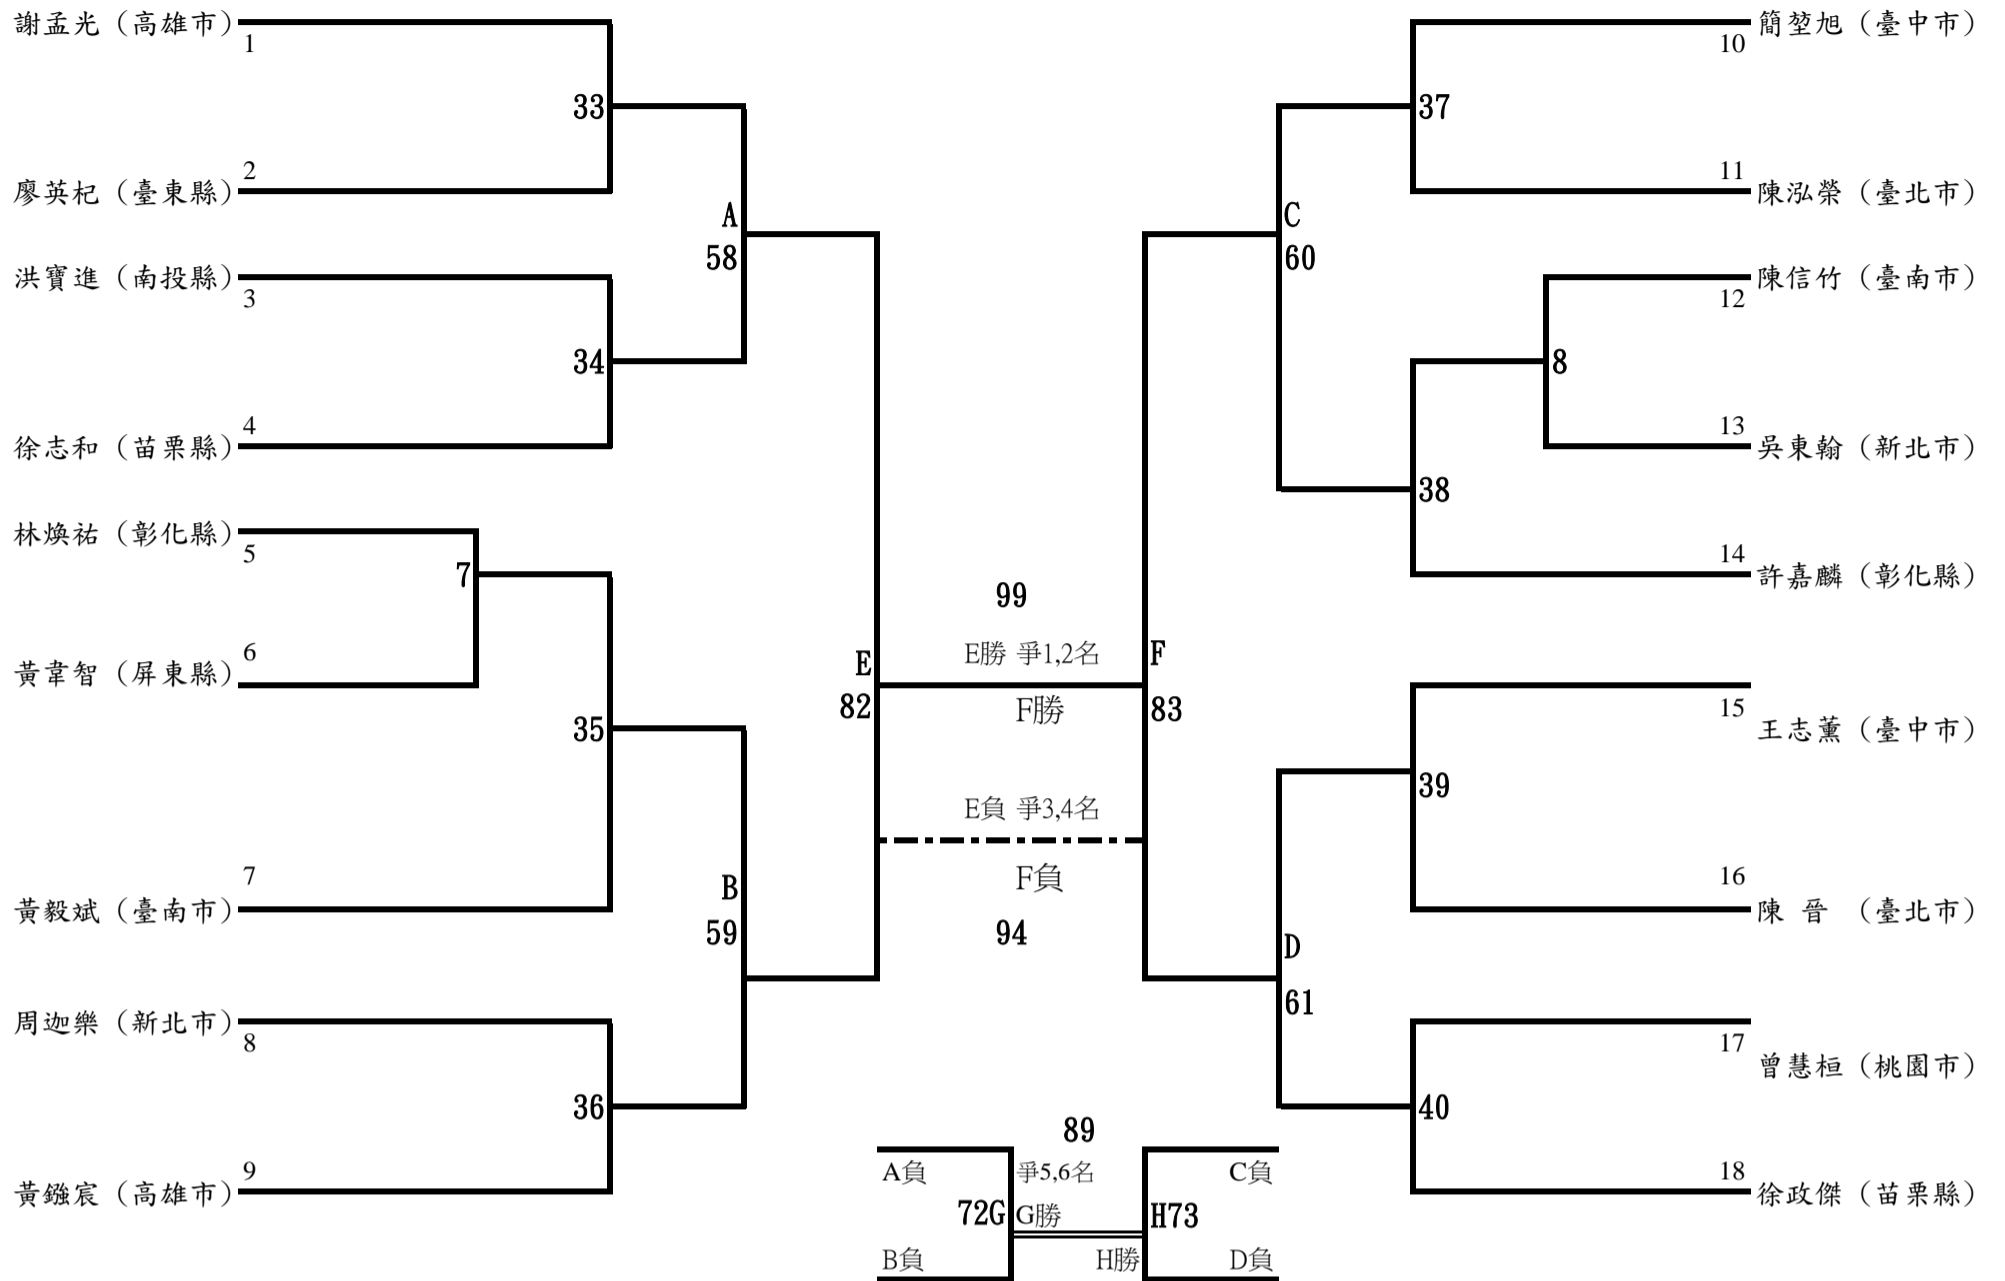 謝孟光（高雄市）
1
33
廖英杞（臺東縣）
2
A
58
洪寶進（南投縣）
3
34
徐志和（苗栗縣）
4
林煥祐（彰化縣）
5
7
黃韋智（屏東縣）
6
35
黃毅斌（臺南市）
7
B
59
周迦樂（新北市）
8
36
黃鏹宸（高雄市）
9
E
82
99
E勝 爭1,2名
F勝
E負 爭3,4名
F負
94
F
83
簡堃旭（臺中市）
10
37
陳泓榮（臺北市）
11
C
60
陳信竹（臺南市）
12
8
吳東翰（新北市）
13
38
許嘉麟（彰化縣）
14
王志薰（臺中市）
15
39
陳 晉 （臺北市）
16
D
61
曾慧桓（桃園市）
17
40
徐政傑（苗栗縣）
18
89
A負
爭5,6名
C負
72G
G勝
H73
B負
H勝
D負